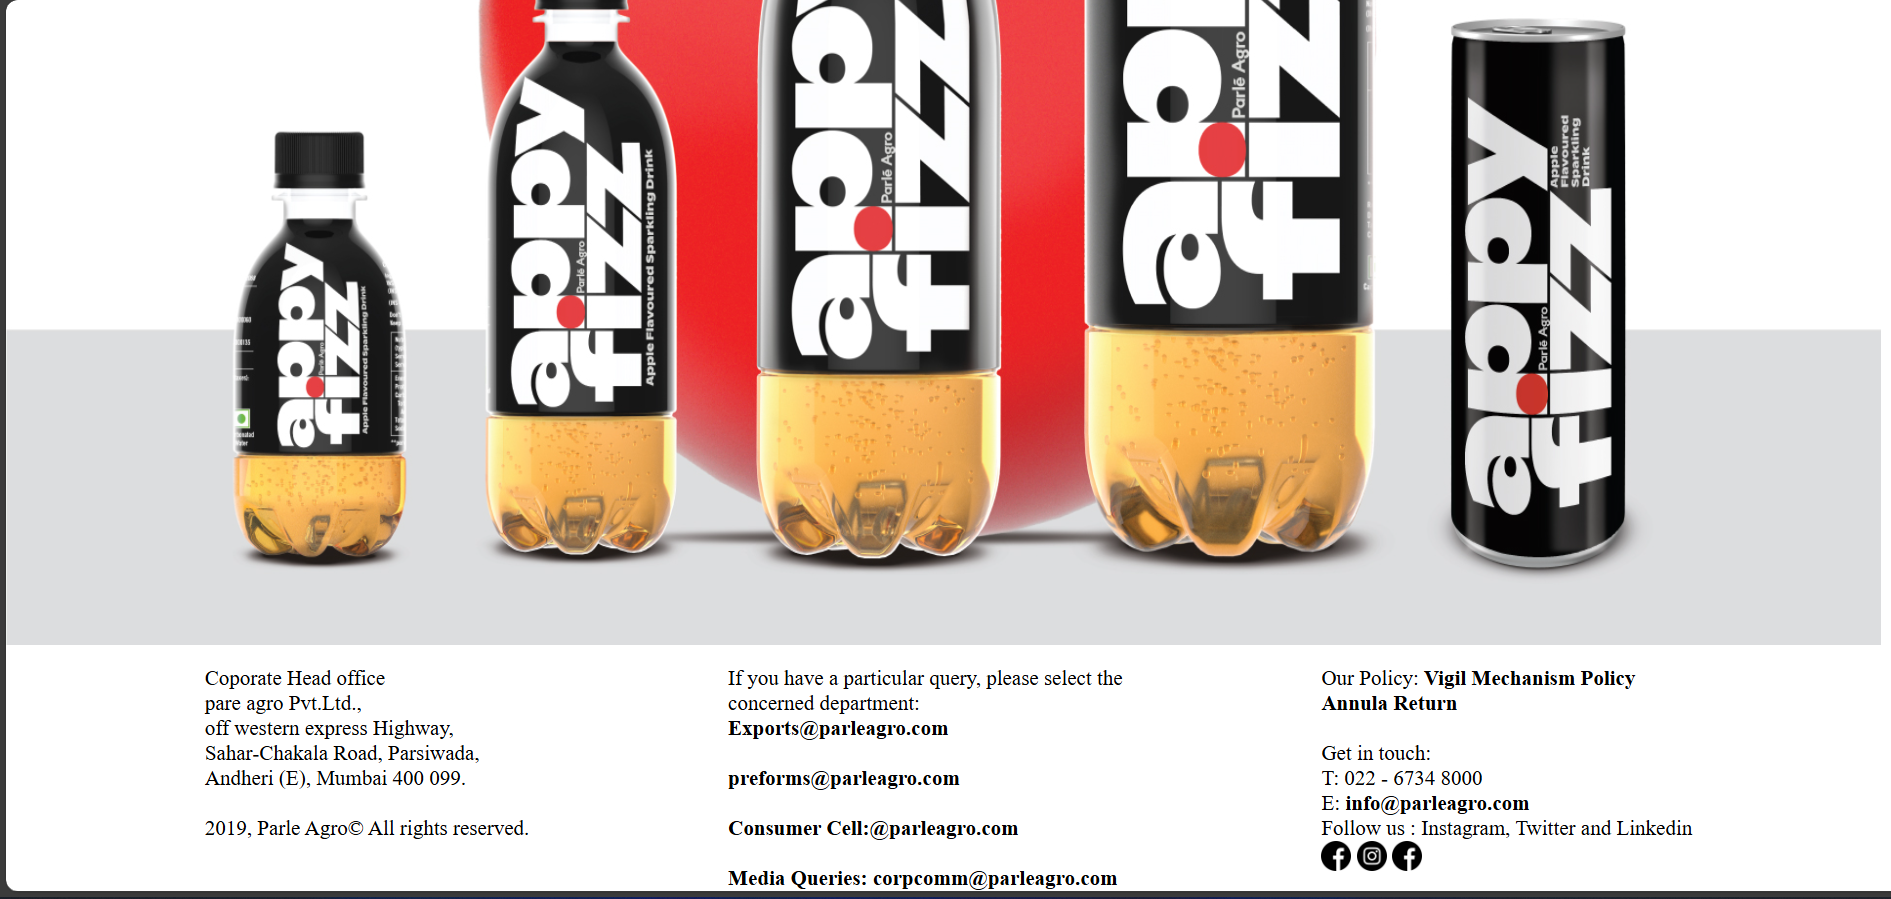 appy
fizz
Parlé Agro
Apple Flavoured Sparkling Drink
appy
fizz
Parlé Agro
Apple Flavoured Sparkling Drink
appy
fizz
Parlé Agro
appy
fizz
Parlé Agro
appy
fizz
Parlé Agro
Apple
Flavoured
Sparkling
Drink
Coporate Head office
pare agro Pvt.Ltd.,
off western express Highway,
Sahar-Chakala Road, Parsiwada,
Andheri (E), Mumbai 400 099.
2019, Parle Agro© All rights reserved.
If you have a particular query, please select the
concerned department:
Exports@parleagro.com
preforms@parleagro.com
Consumer Cell:@parleagro.com
Media Queries: corpcomm@parleagro.com
Our Policy: Vigil Mechanism Policy
Annula Return
Get in touch:
T: 022 - 6734 8000
E: info@parleagro.com
Follow us : Instagram, Twitter and Linkedin